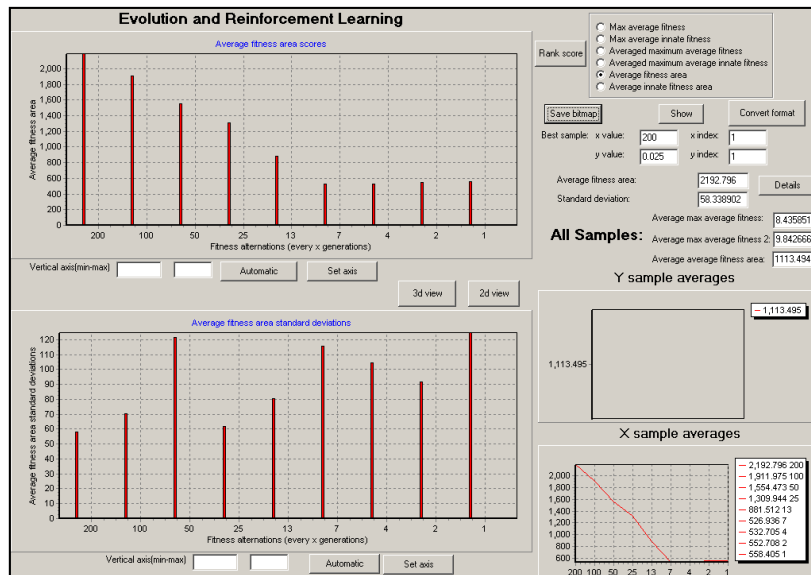 Evolution and Reinforcement Learning
Average fitness area scores
Average fitness area
2,200
2,000
1,800
1,600
1,400
1,200
1,000
800
600
400
200
0
200 100 50 25 13 7 4 2 1
Fitness alternations (every x generations)
Vertical axis(min-max)
Automatic
Set axis
3d view
2d view
Average fitness area standard deviations
Average fitness area standard deviations
120
110
100
90
80
70
60
50
40
30
20
10
0
200 100 50 25 13 7 4 2 1
Fitness alternations (every x generations)
Vertical axis(min-max)
Automatic
Set axis
Rank score
Max average fitness
Max average innate fitness
Averaged maximum average fitness
Averaged maximum average innate fitness
Average fitness area
Average innate fitness area
Save bitmap
Show
Convert format
Best sample: x value: 200 x index: 1
y value: 0.025 y index: 1
Average fitness area: 2192.796
Standard deviation: 58.338902
Details
All Samples:
Average max average fitness: 8.435851
Average max average fitness 2: 9.842666
Average average fitness area: 1113.494
Y sample averages
1,113.495
1,113.495
X sample averages
2,000
1,800
1,600
1,400
1,200
1,000
800
600
200 100 50 25 13 7 4 2 1
2,192.796 200
1,911.975 100
1,554.473 50
1,309.944 25
881.512 13
526.936 7
532.705 4
552.708 2
558.405 1